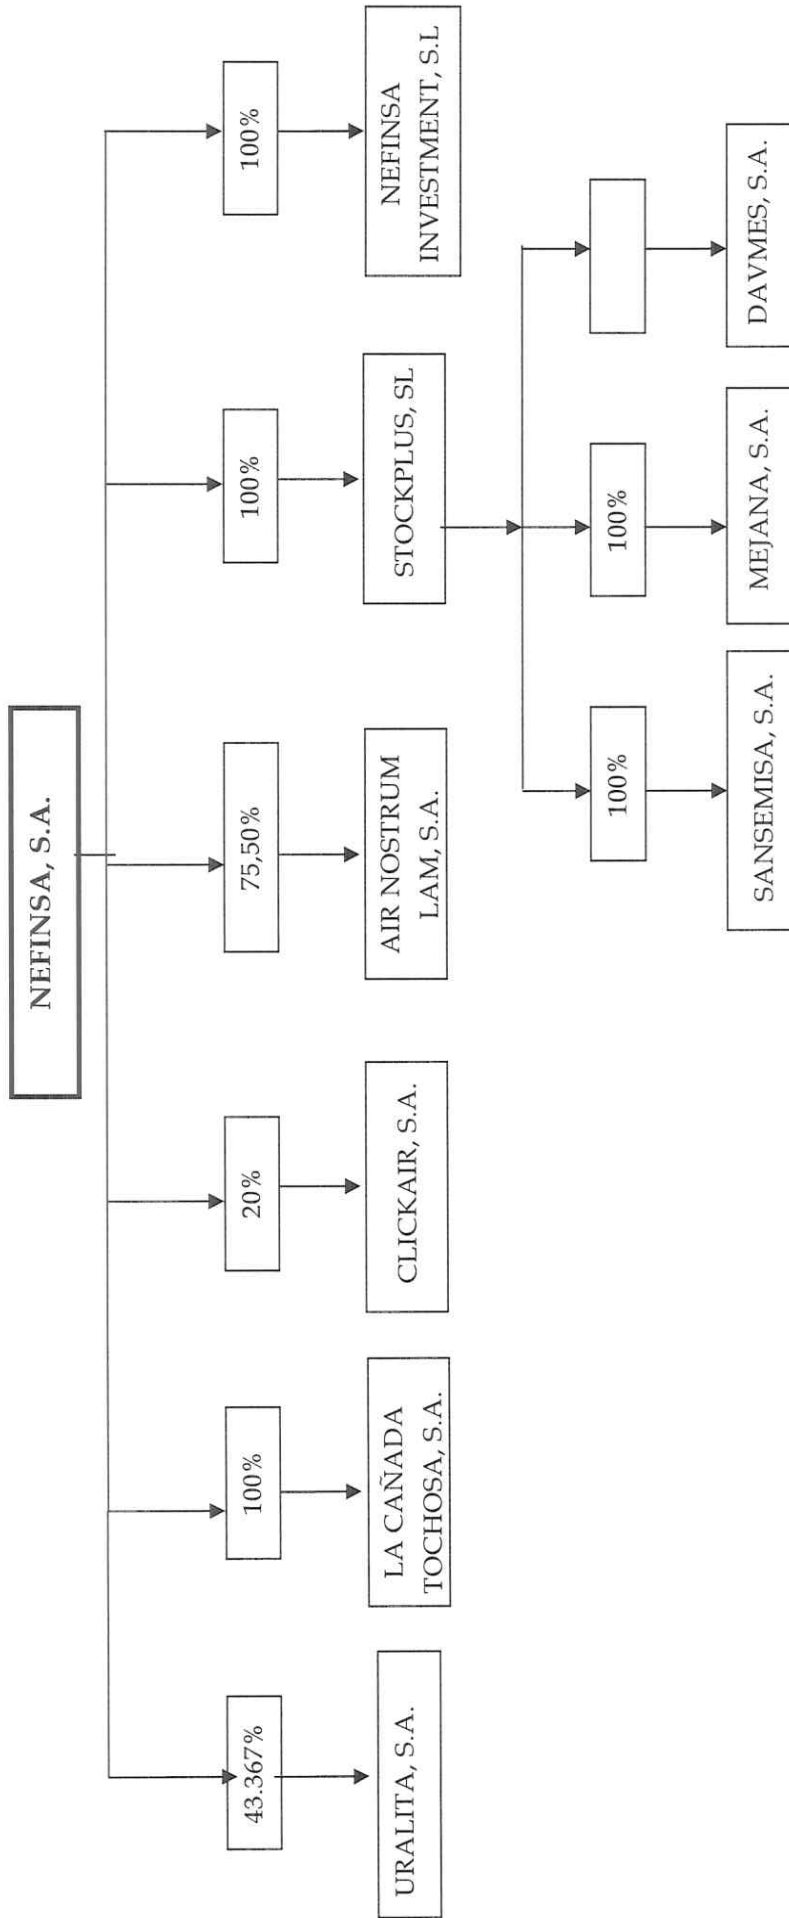 NEFINSA, S.A.
43.367%
100%
20%
75,50%
100%
100%
URALITA, S.A.
LA CAÑADA
TOCHOSA, S.A.
CLICKAIR, S.A.
AIR NOSTRUM
LAM, S.A.
STOCKPLUS, SL
NEFINSA
INVESTMENT, S.L
100%
100%
SANSEMISA, S.A.
MEJANA, S.A.
DAVMES, S.A.